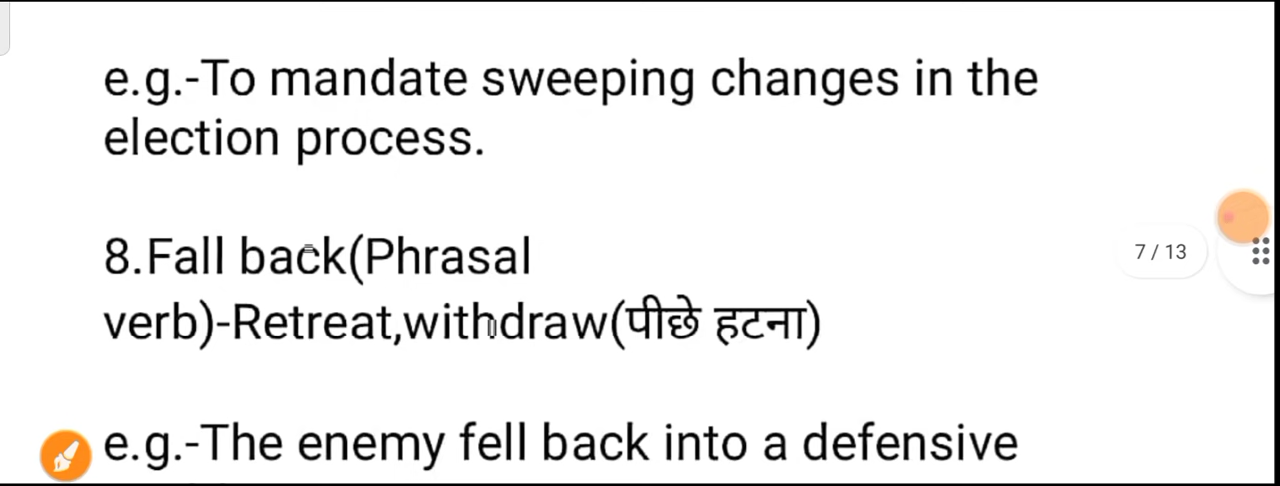 e.g.-To mandate sweeping changes in the
election process.
8.Fall back(Phrasal
7 / 13
verb)-Retreat,withdraw(पीछे हटना)
e.g.-The enemy fell back into a defensive